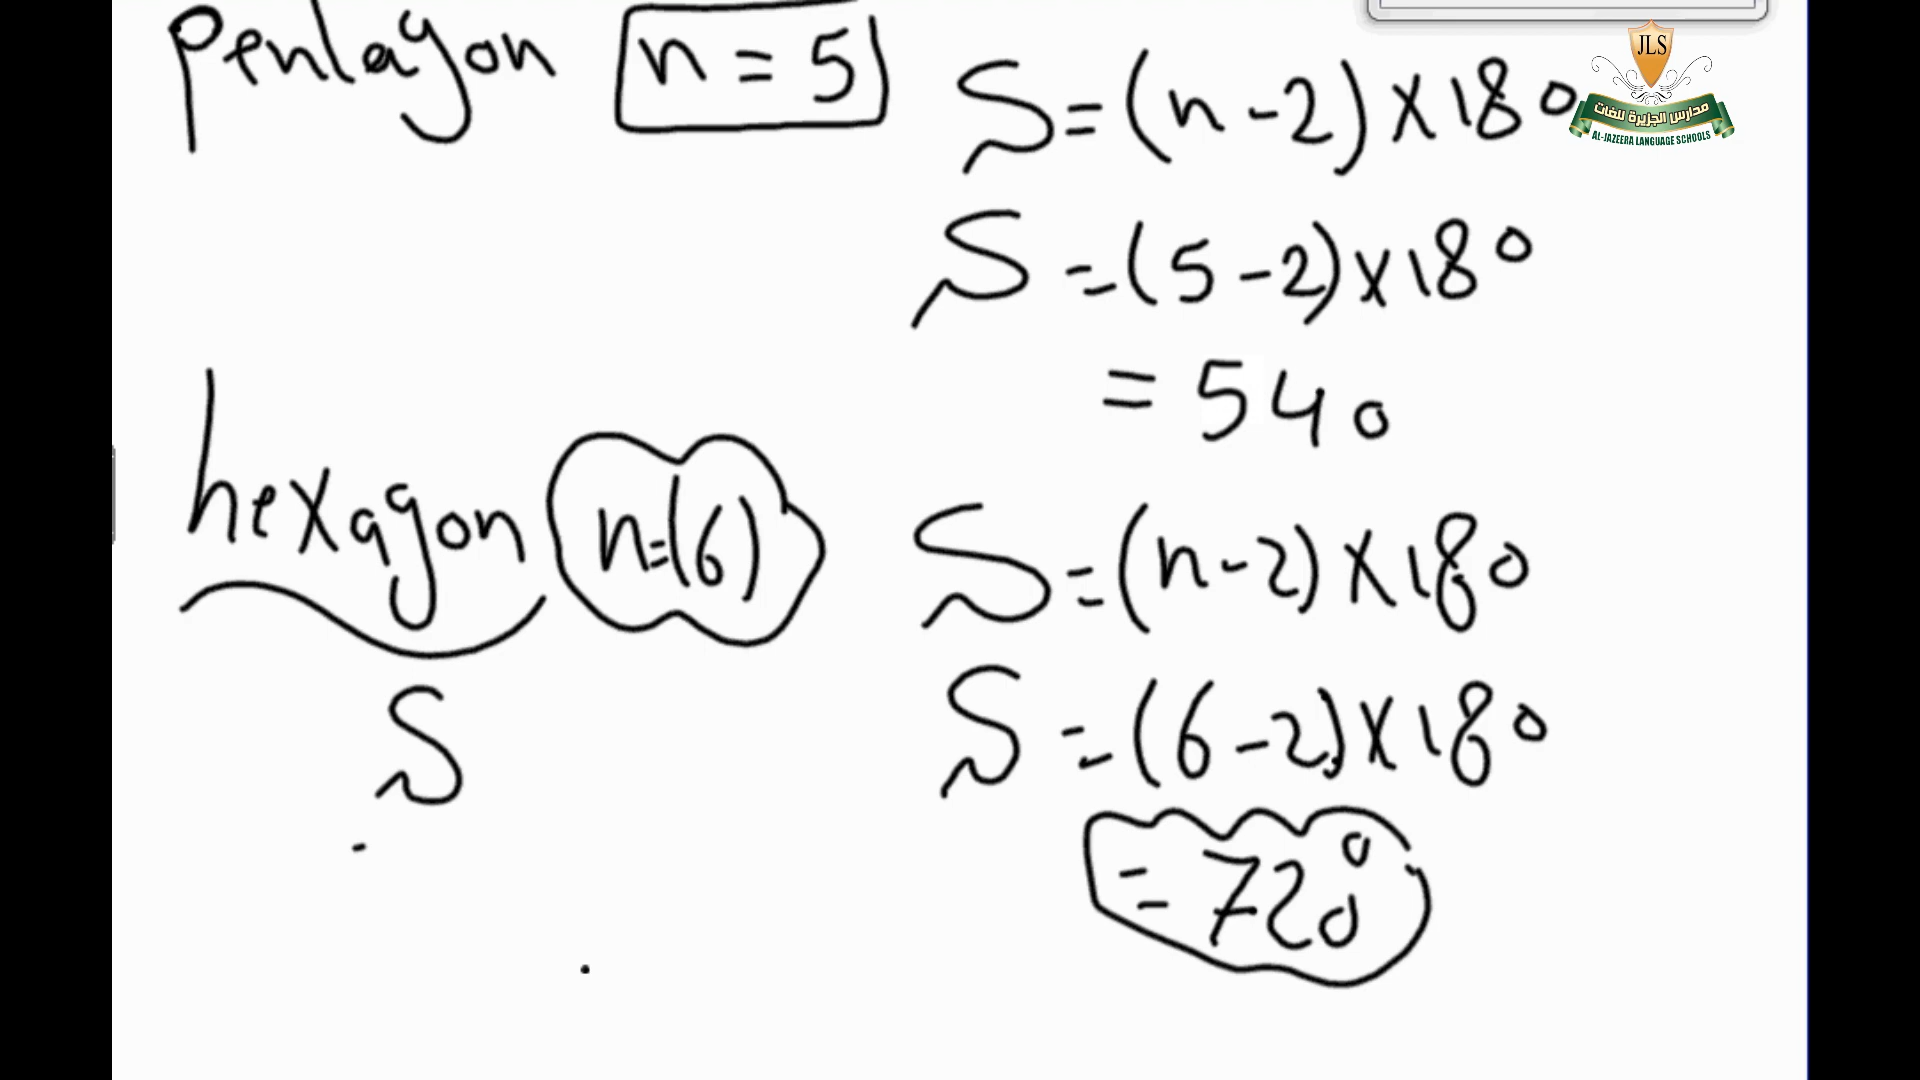 pentagon n = 5
S = (n - 2) × 180
S = (5 - 2) × 180
= 540
hexagon n = (6)
S
S = (n - 2) × 180
S = (6 - 2) × 180
= 720°
JLS
مدارس الجزيرة للغات
AL-JAZEERA LANGUAGE SCHOOLS